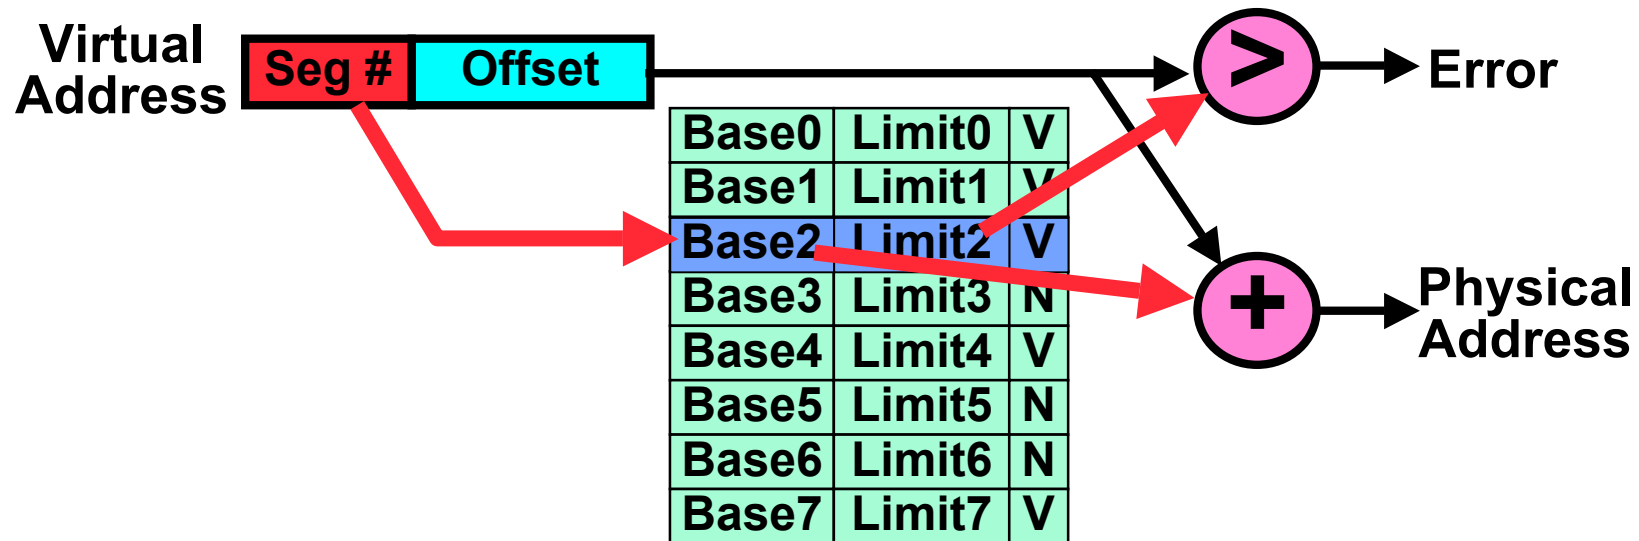 Virtual
Address
Seg # Offset
> Error
Base0 Limit0 V
Base1 Limit1 V
Base2 Limit2 V
Base3 Limit3 N
Base4 Limit4 V
Base5 Limit5 N
Base6 Limit6 N
Base7 Limit7 V
+
Physical
Address